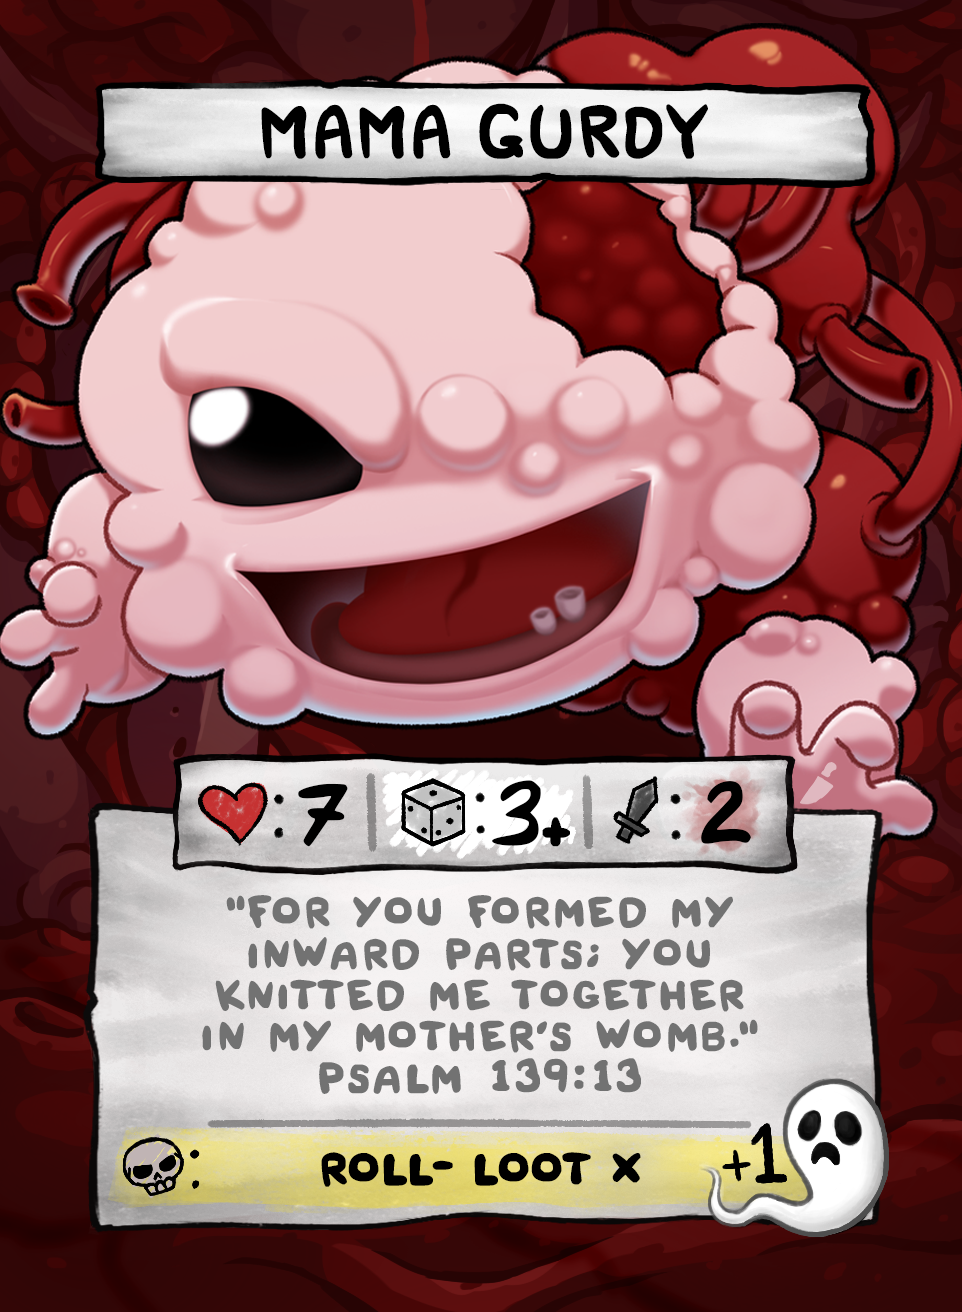 MAMA GURDY
: 7 : 3+ : 2
"FOR YOU FORMED MY
INWARD PARTS; YOU
KNITTED ME TOGETHER
IN MY MOTHER'S WOMB."
PSALM 139:13
: ROLL- LOOT X +1